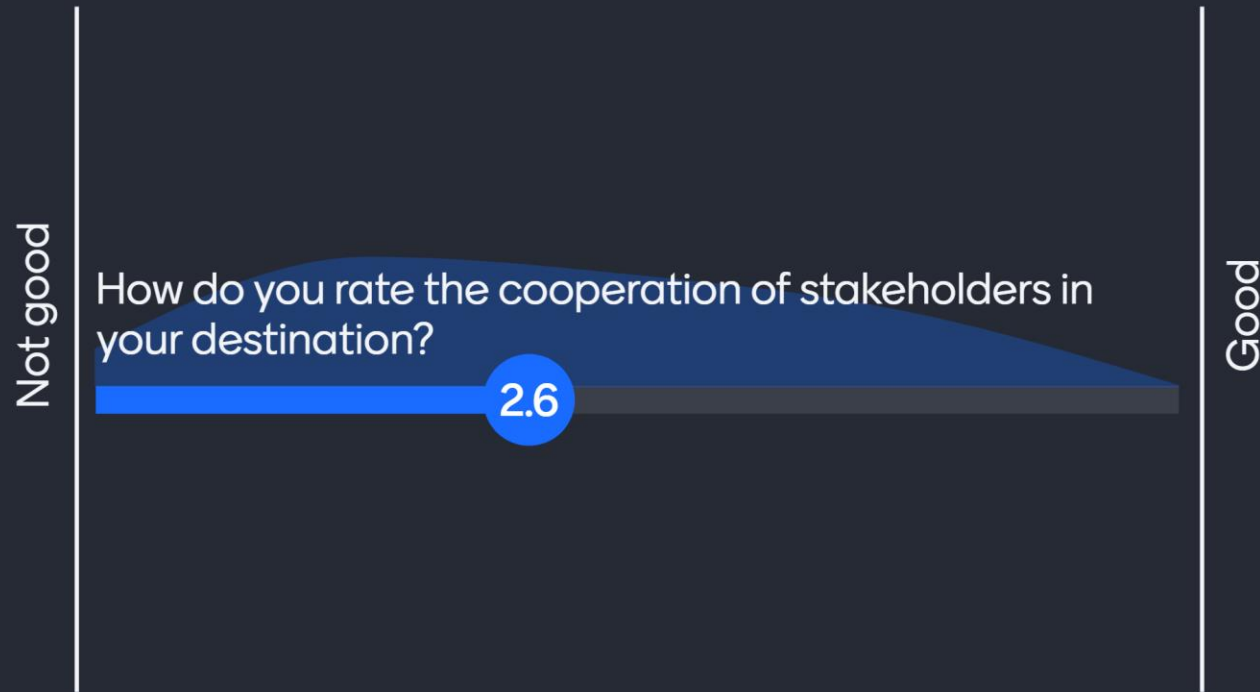 Not good
How do you rate the cooperation of stakeholders in
your destination?
2.6
Good